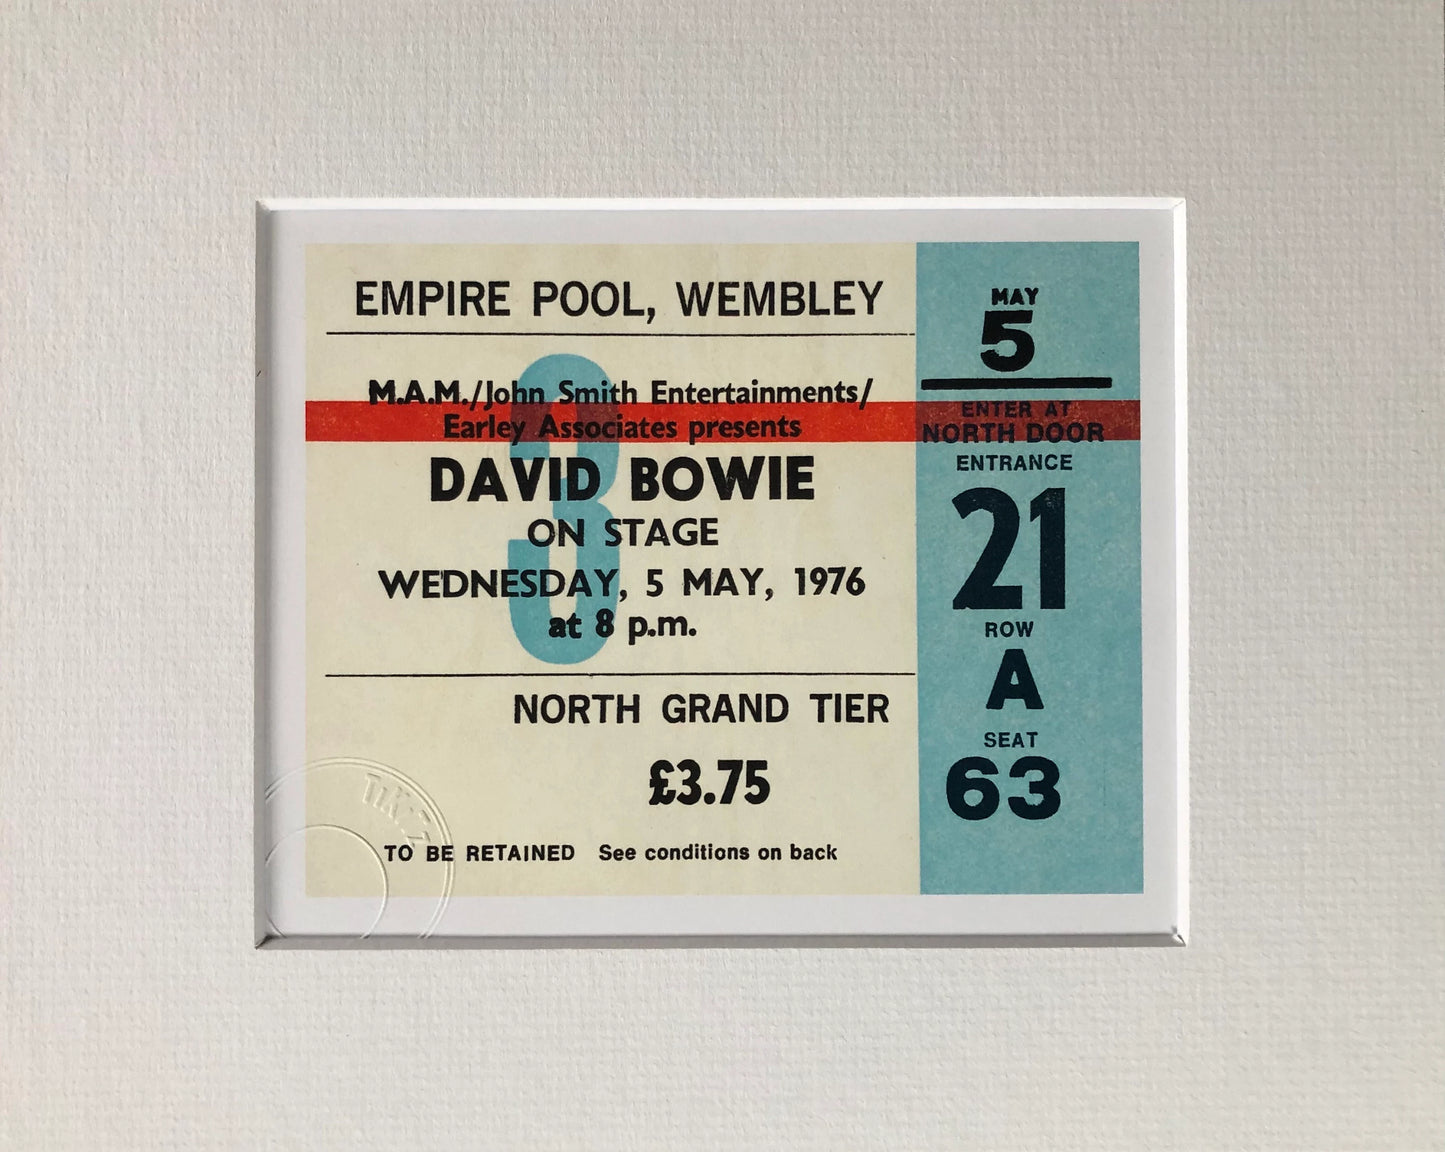 EMPIRE POOL, WEMBLEY
3
M.A.M./John Smith Entertainments/
Earley Associates presents
DAVID BOWIE
ON STAGE
WEDNESDAY, 5 MAY, 1976
at 8 p.m.
NORTH GRAND TIER
£3.75
TO BE RETAINED See conditions on back
MAY
5
ENTER AT
NORTH DOOR
ENTRANCE
21
ROW
A
SEAT
63